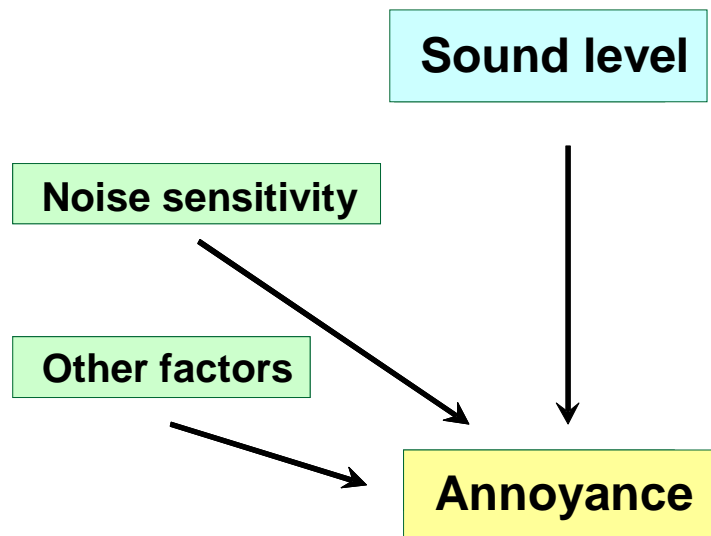 Sound level
Noise sensitivity
Other factors
Annoyance